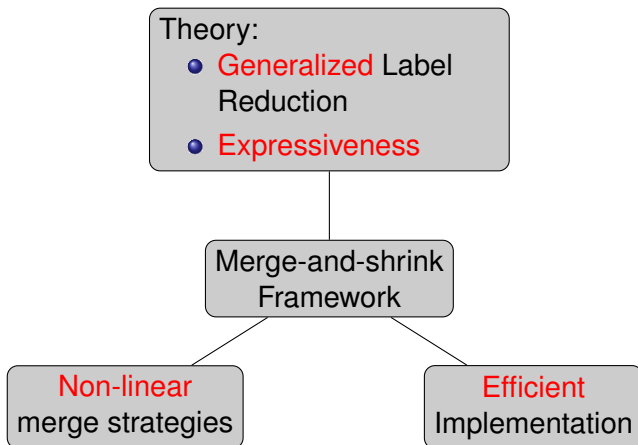 Theory:
Generalized Label
Reduction
Expressiveness
Merge-and-shrink
Framework
Non-linear
merge strategies
Efficient
Implementation